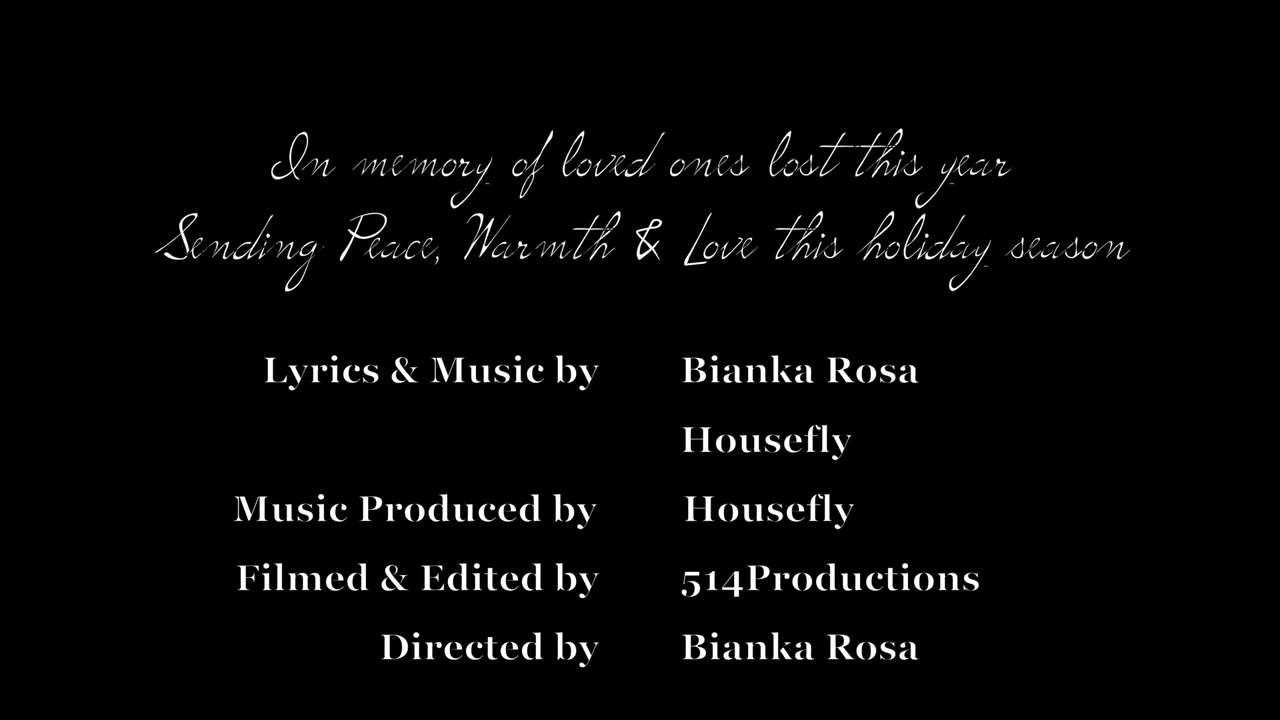 In memory of loved ones lost this year
Sending Peace, Warmth & Love this holiday season
Lyrics & Music by Bianka Rosa
Housefly
Music Produced by Housefly
Filmed & Edited by 514Productions
Directed by Bianka Rosa